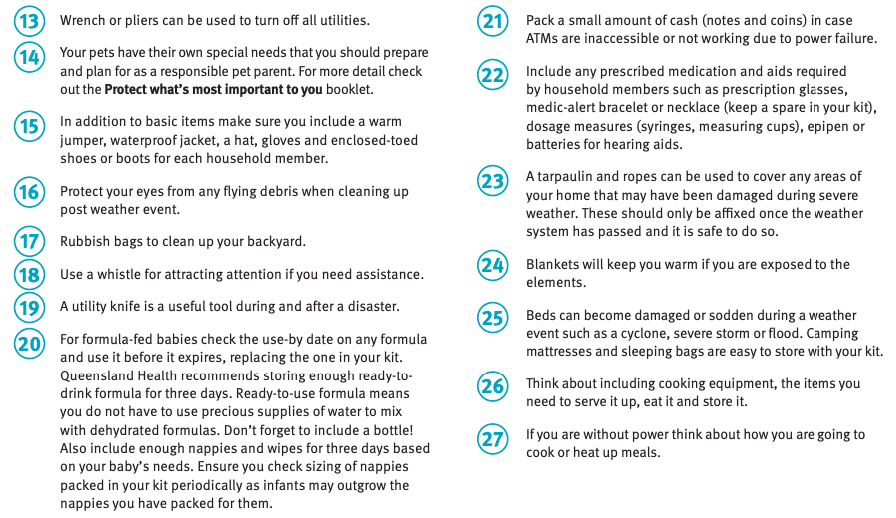 13 Wrench or pliers can be used to turn off all utilities.
14 Your pets have their own special needs that you should prepare
and plan for as a responsible pet parent. For more detail check
out the Protect what's most important to you booklet.
15 In addition to basic items make sure you include a warm
jumper, waterproof jacket, a hat, gloves and enclosed-toed
shoes or boots for each household member.
16 Protect your eyes from any flying debris when cleaning up
post weather event.
17 Rubbish bags to clean up your backyard.
18 Use a whistle for attracting attention if you need assistance.
19 A utility knife is a useful tool during and after a disaster.
20 For formula-fed babies check the use-by date on any formula
and use it before it expires, replacing the one in your kit.
Queensland Health recommends storing enough ready-to-
drink formula for three days. Ready-to-use formula means
you do not have to use precious supplies of water to mix
with dehydrated formulas. Don't forget to include a bottle!
Also include enough nappies and wipes for three days based
on your baby's needs. Ensure you check sizing of nappies
packed in your kit periodically as infants may outgrow the
nappies you have packed for them.
21 Pack a small amount of cash (notes and coins) in case
ATMs are inaccessible or not working due to power failure.
22 Include any prescribed medication and aids required
by household members such as prescription glasses,
medic-alert bracelet or necklace (keep a spare in your kit),
dosage measures (syringes, measuring cups), epipen or
batteries for hearing aids.
23 A tarpaulin and ropes can be used to cover any areas of
your home that may have been damaged during severe
weather. These should only be affixed once the weather
system has passed and it is safe to do so.
24 Blankets will keep you warm if you are exposed to the
elements.
25 Beds can become damaged or sodden during a weather
event such as a cyclone, severe storm or flood. Camping
mattresses and sleeping bags are easy to store with your kit.
26 Think about including cooking equipment, the items you
need to serve it up, eat it and store it.
27 If you are without power think about how you are going to
cook or heat up meals.